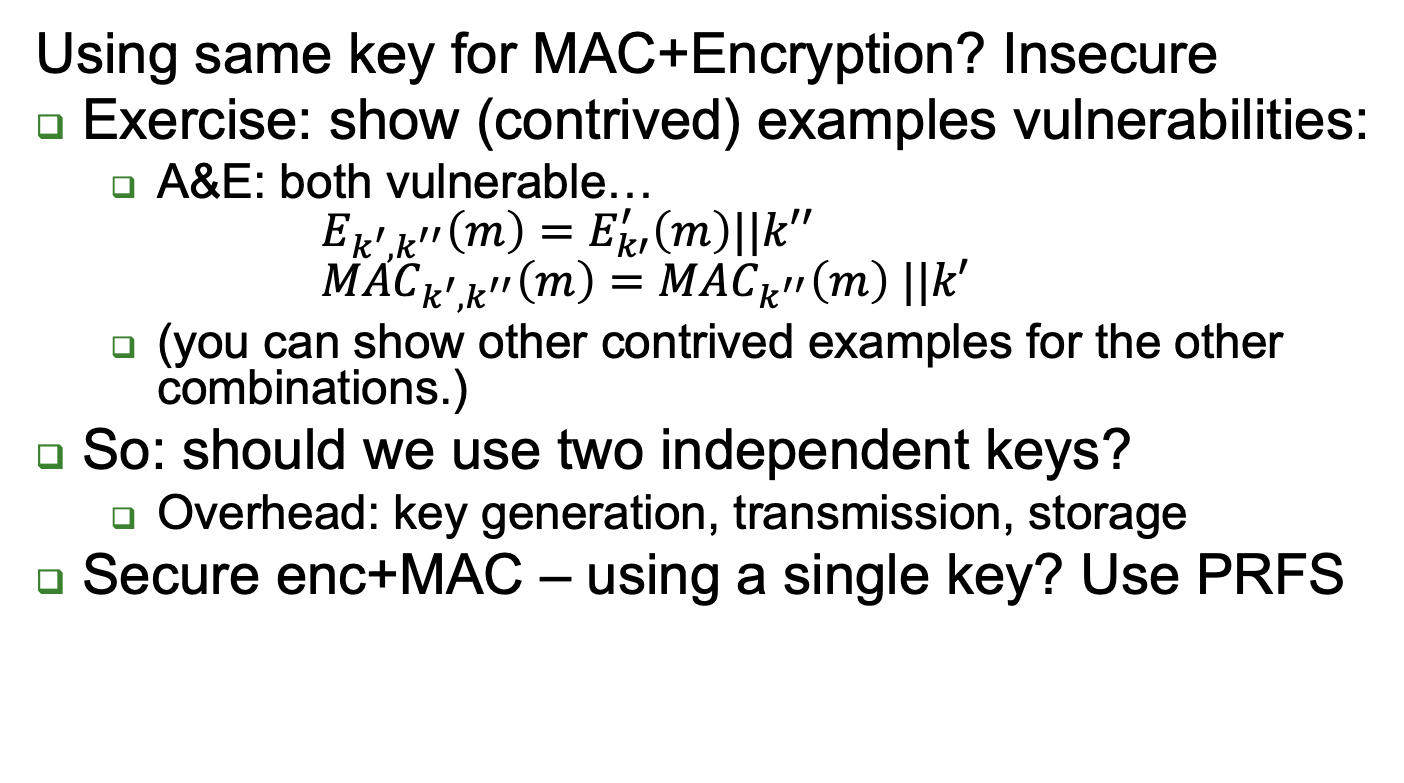 Using same key for MAC+Encryption? Insecure
Exercise: show (contrived) examples vulnerabilities:
A&E: both vulnerable…
E_{k',k''}(m) = E'_{k'}(m)||k''
MAC_{k',k''}(m) = MAC_{k''}(m) ||k'
(you can show other contrived examples for the other
combinations.)
So: should we use two independent keys?
Overhead: key generation, transmission, storage
Secure enc+MAC – using a single key? Use PRFS